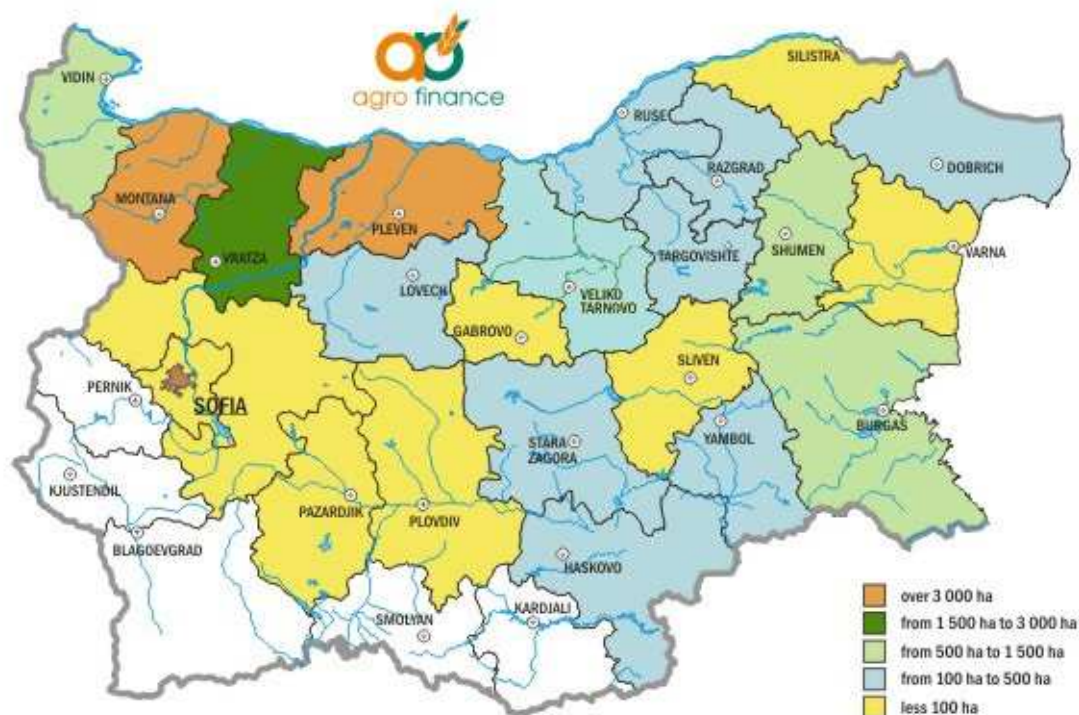 ao
agro finance
VIDIN
SILISTRA
RUSE
DOBRICH
RAZGRAD
MONTANA
PLEVEN
VRATZA
TARGOVISHTE
SHUMEN
VARNA
LOVECH
VELIKO
TARNOVO
GABROVO
SLIVEN
PERNIK
SOFIA
STARA
ZAGORA
YAMBOL
BURGAS
KJUSTENDIL
PAZARDJIK
PLOVDIV
BLAGOEVGRAD
HASKOVO
SMOLYAN
KARDJALI
over 3 000 ha
from 1 500 ha to 3 000 ha
from 500 ha to 1 500 ha
from 100 ha to 500 ha
less 100 ha